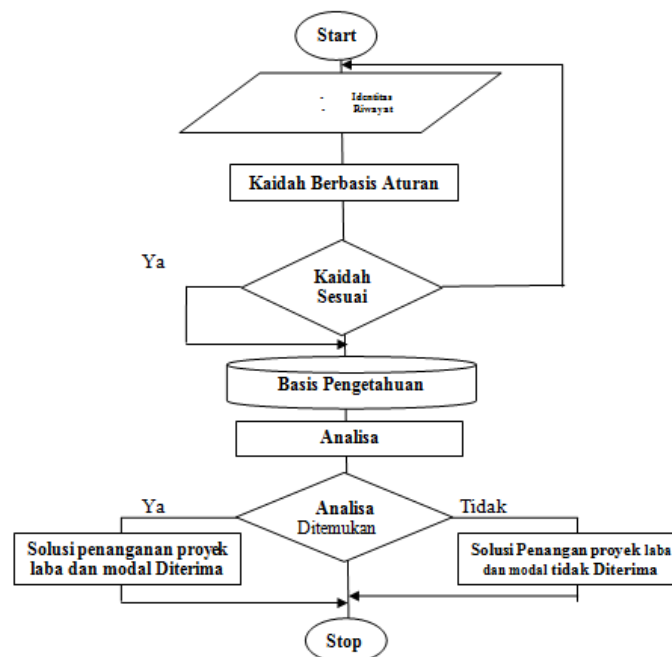 Start
- Identitas
- Riwayat
Kaidah Berbasis Aturan
Ya
Kaidah
Sesuai
Basis Pengetahuan
Analisa
Ya
Analisa
Ditemukan
Tidak
Solusi penanganan proyek
laba dan modal Diterima
Solusi Penangan proyek laba
dan modal tidak Diterima
Stop